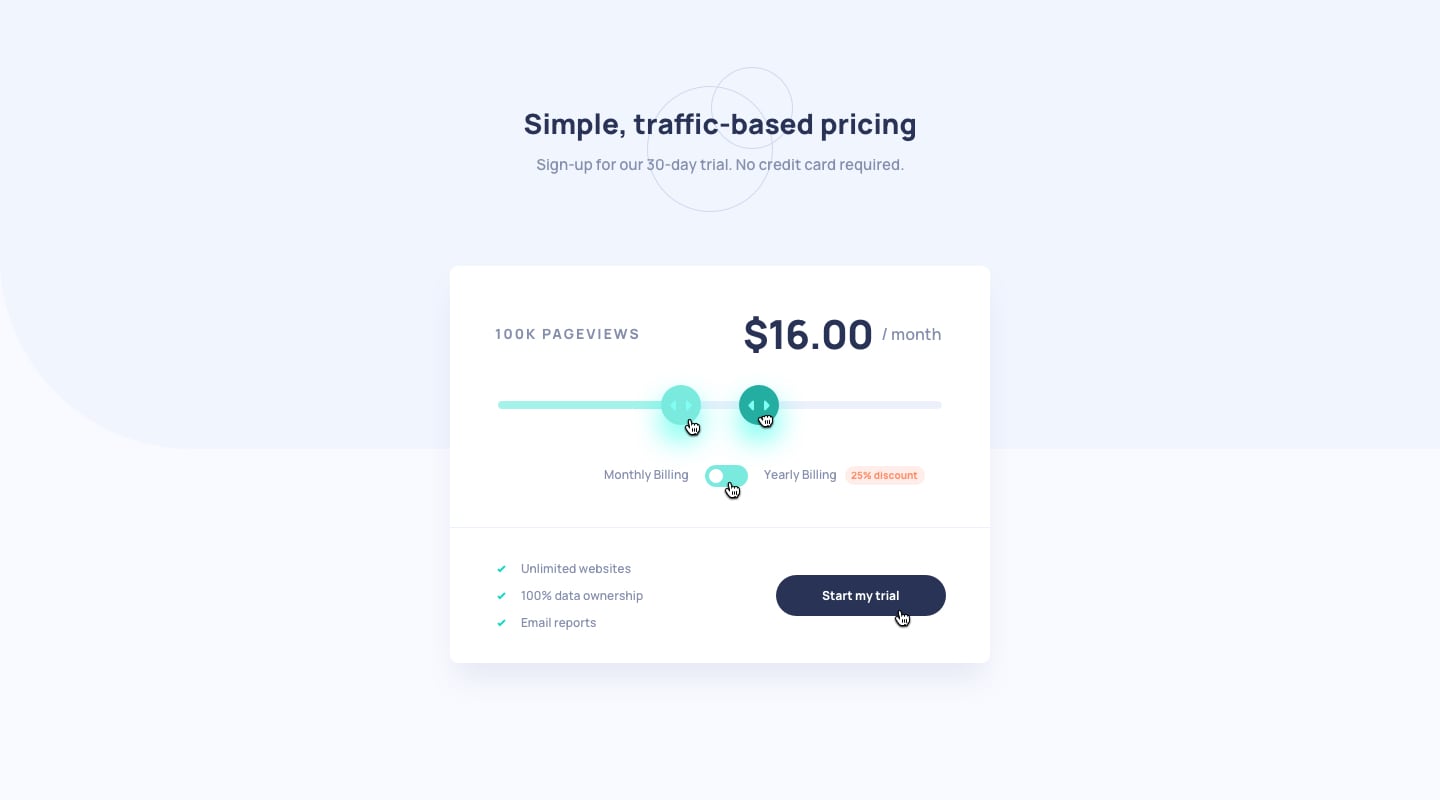 Simple, traffic-based pricing
Sign-up for our 30-day trial. No credit card required.
100K PAGEVIEWS
$16.00 / month
Monthly Billing
Yearly Billing
25% discount
Unlimited websites
100% data ownership
Email reports
Start my trial